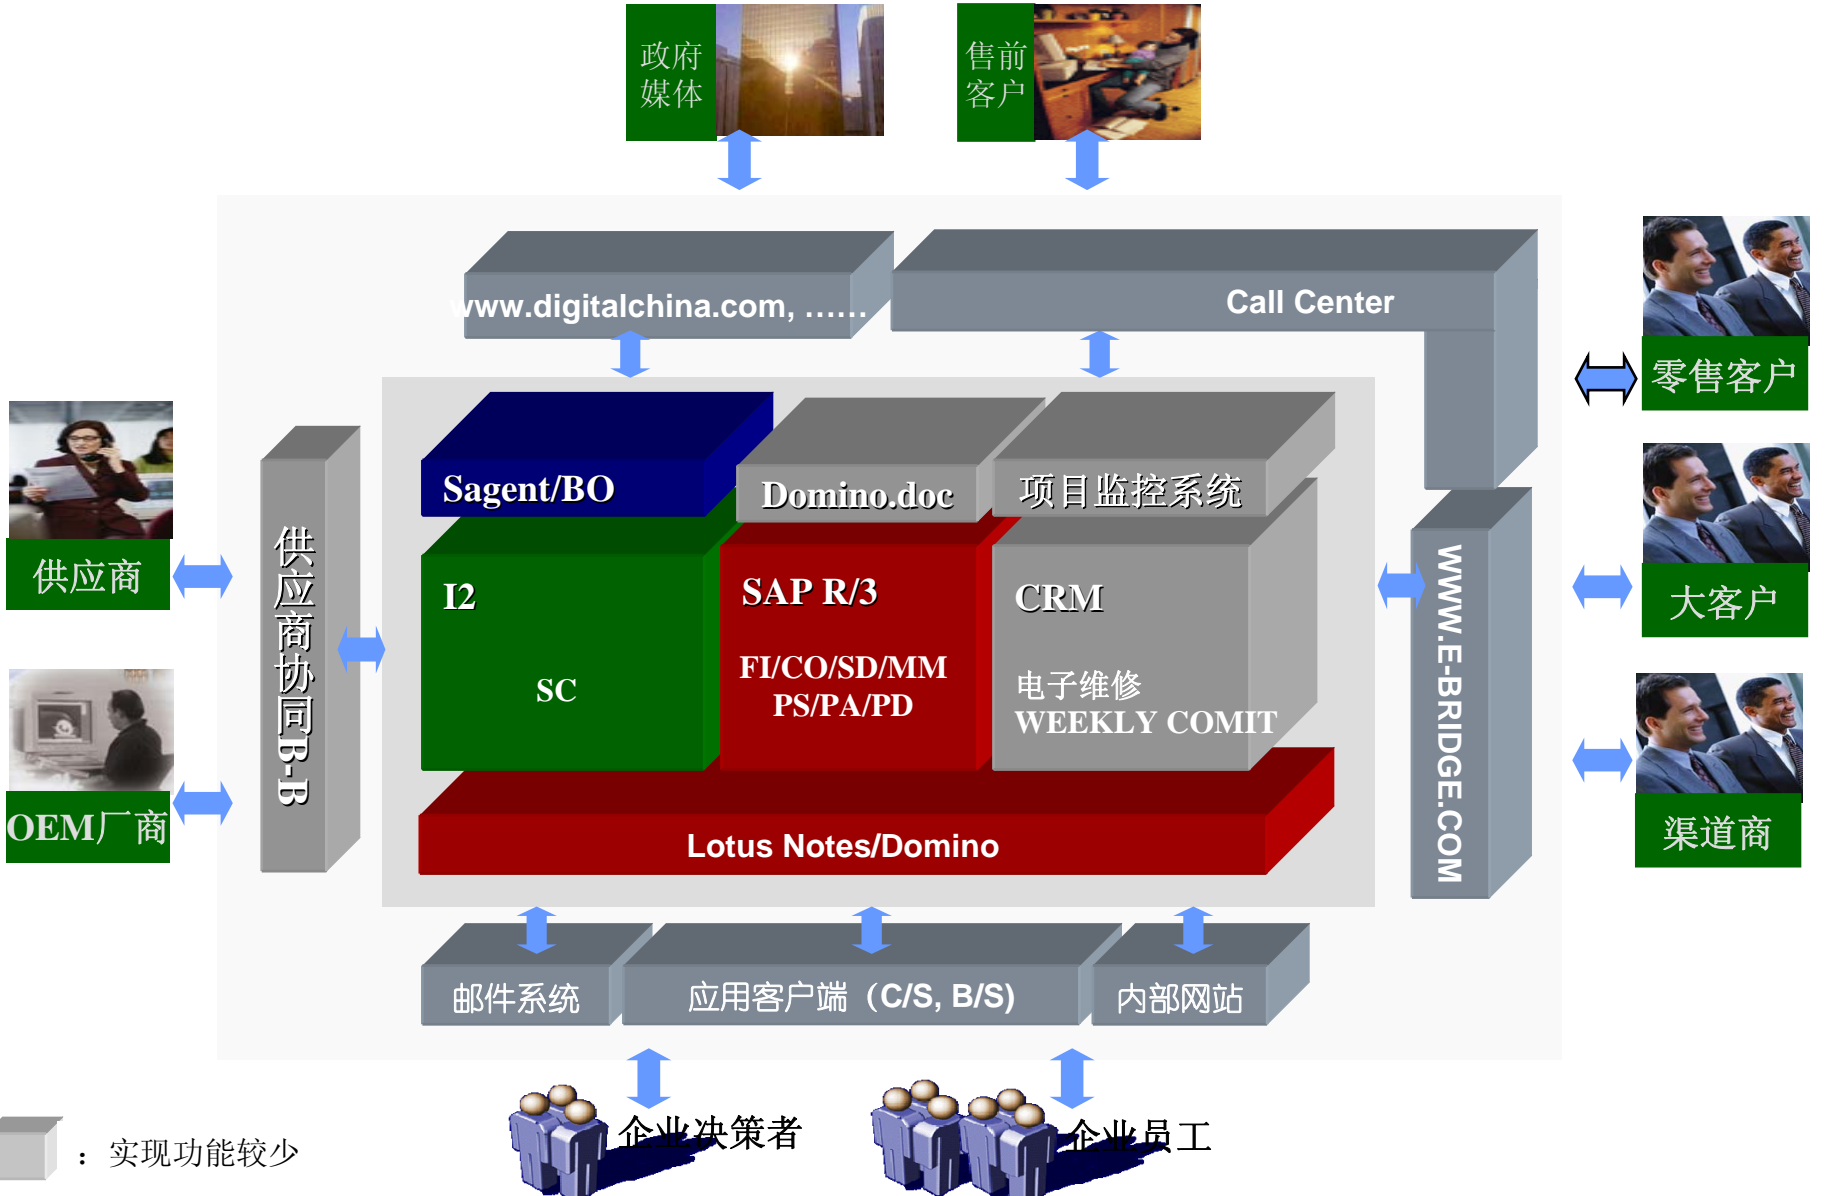 政府
媒体
售前
客户
www.digitalchina.com, ......
Call Center
零售客户
供应商
供应商协同B-B
Sagent/BO
Domino.doc
项目监控系统
I2
SC
SAP R/3
FI/CO/SD/MM
PS/PA/PD
CRM
电子维修
WEEKLY COMIT
WWW.E-BRIDGE.COM
大客户
OEM厂商
渠道商
Lotus Notes/Domino
邮件系统
应用客户端（C/S, B/S)
内部网站
企业决策者
企业员工
：实现功能较少